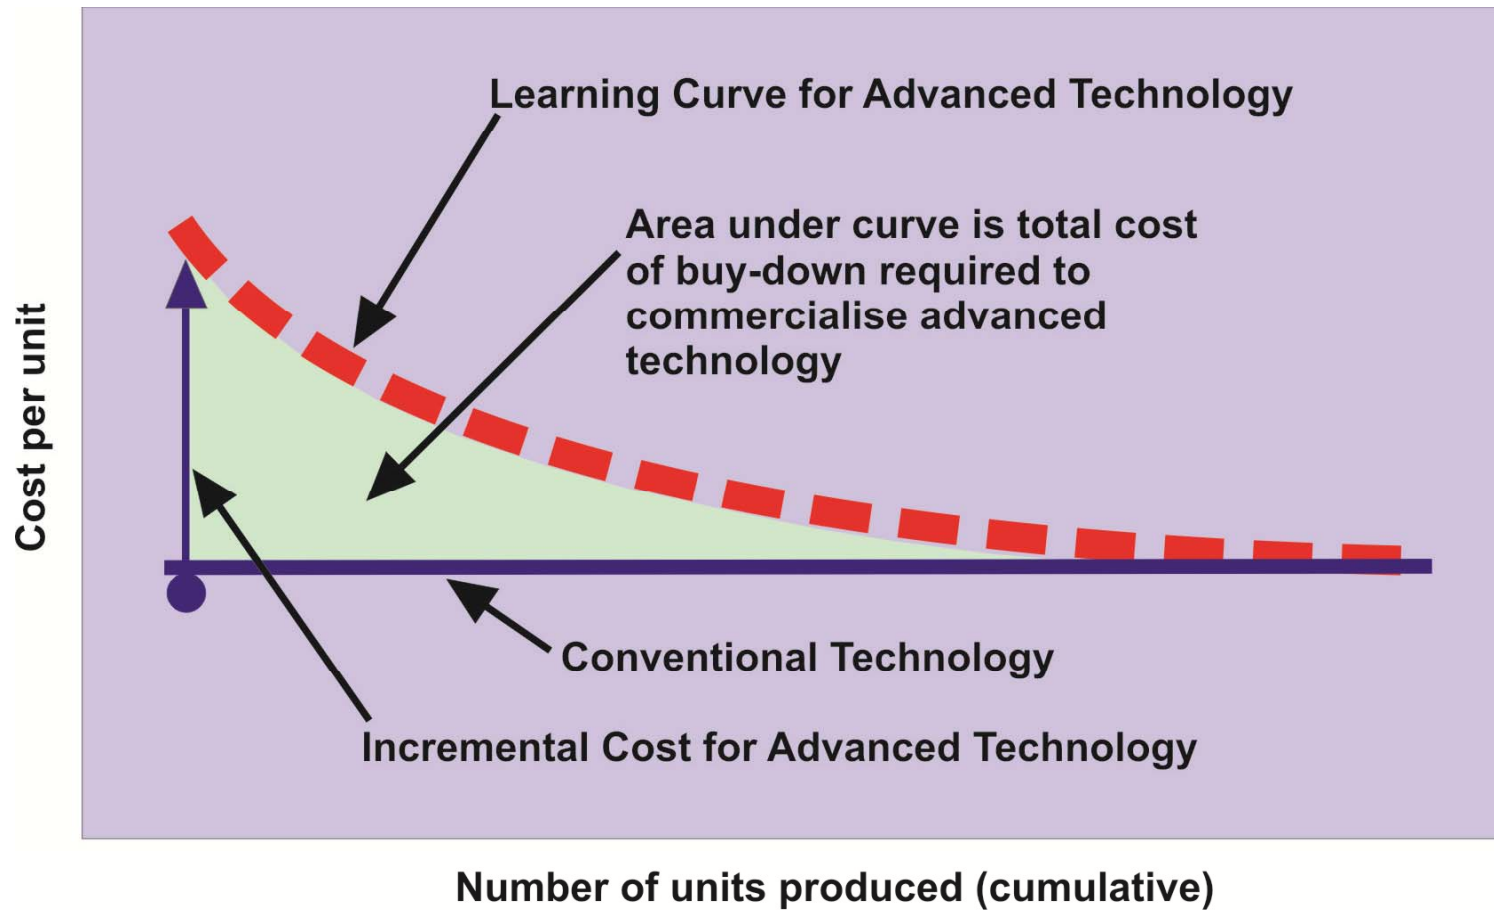 Learning Curve for Advanced Technology
Area under curve is total cost
of buy-down required to
commercialise advanced
technology
Cost per unit
Conventional Technology
Incremental Cost for Advanced Technology
Number of units produced (cumulative)